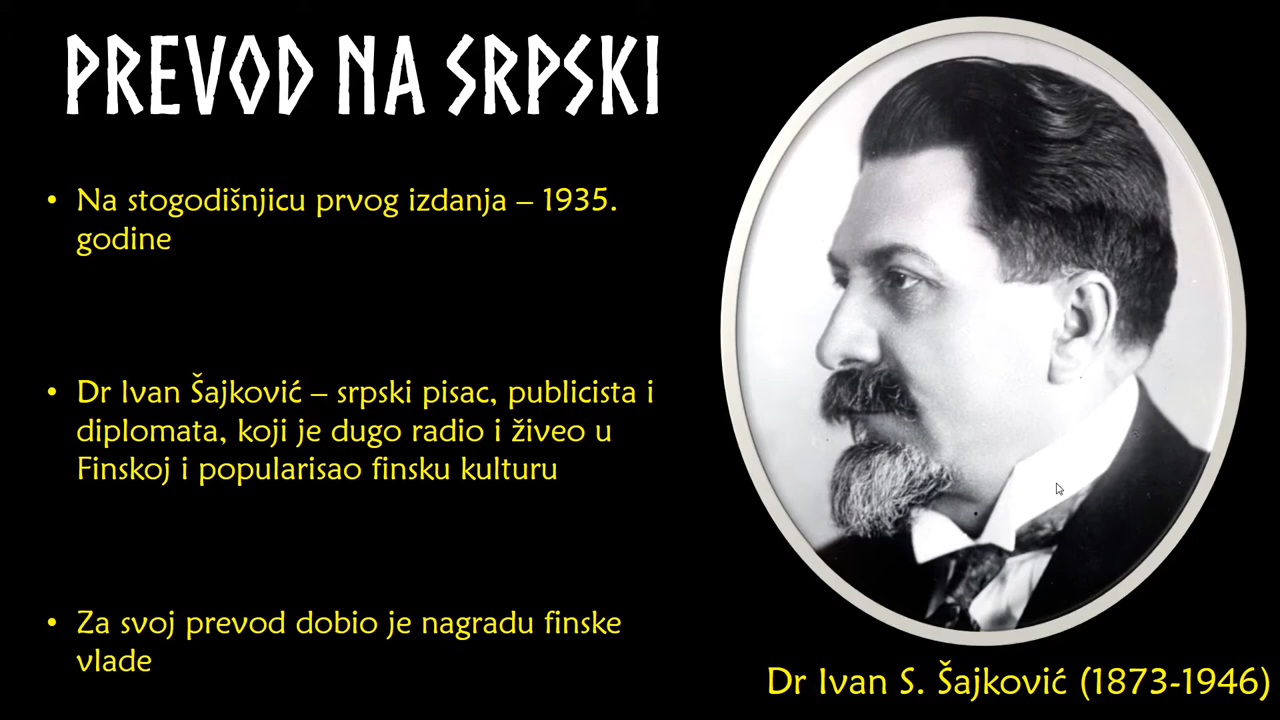 PREVOD NA SRPSKI
• Na stogodišnjicu prvog izdanja – 1935.
godine
• Dr Ivan Šajković – srpski pisac, publicista i
diplomata, koji je dugo radio i živeo u
Finskoj i popularisao finsku kulturu
• Za svoj prevod dobio je nagradu finske
vlade
Dr Ivan S. Šajković (1873-1946)